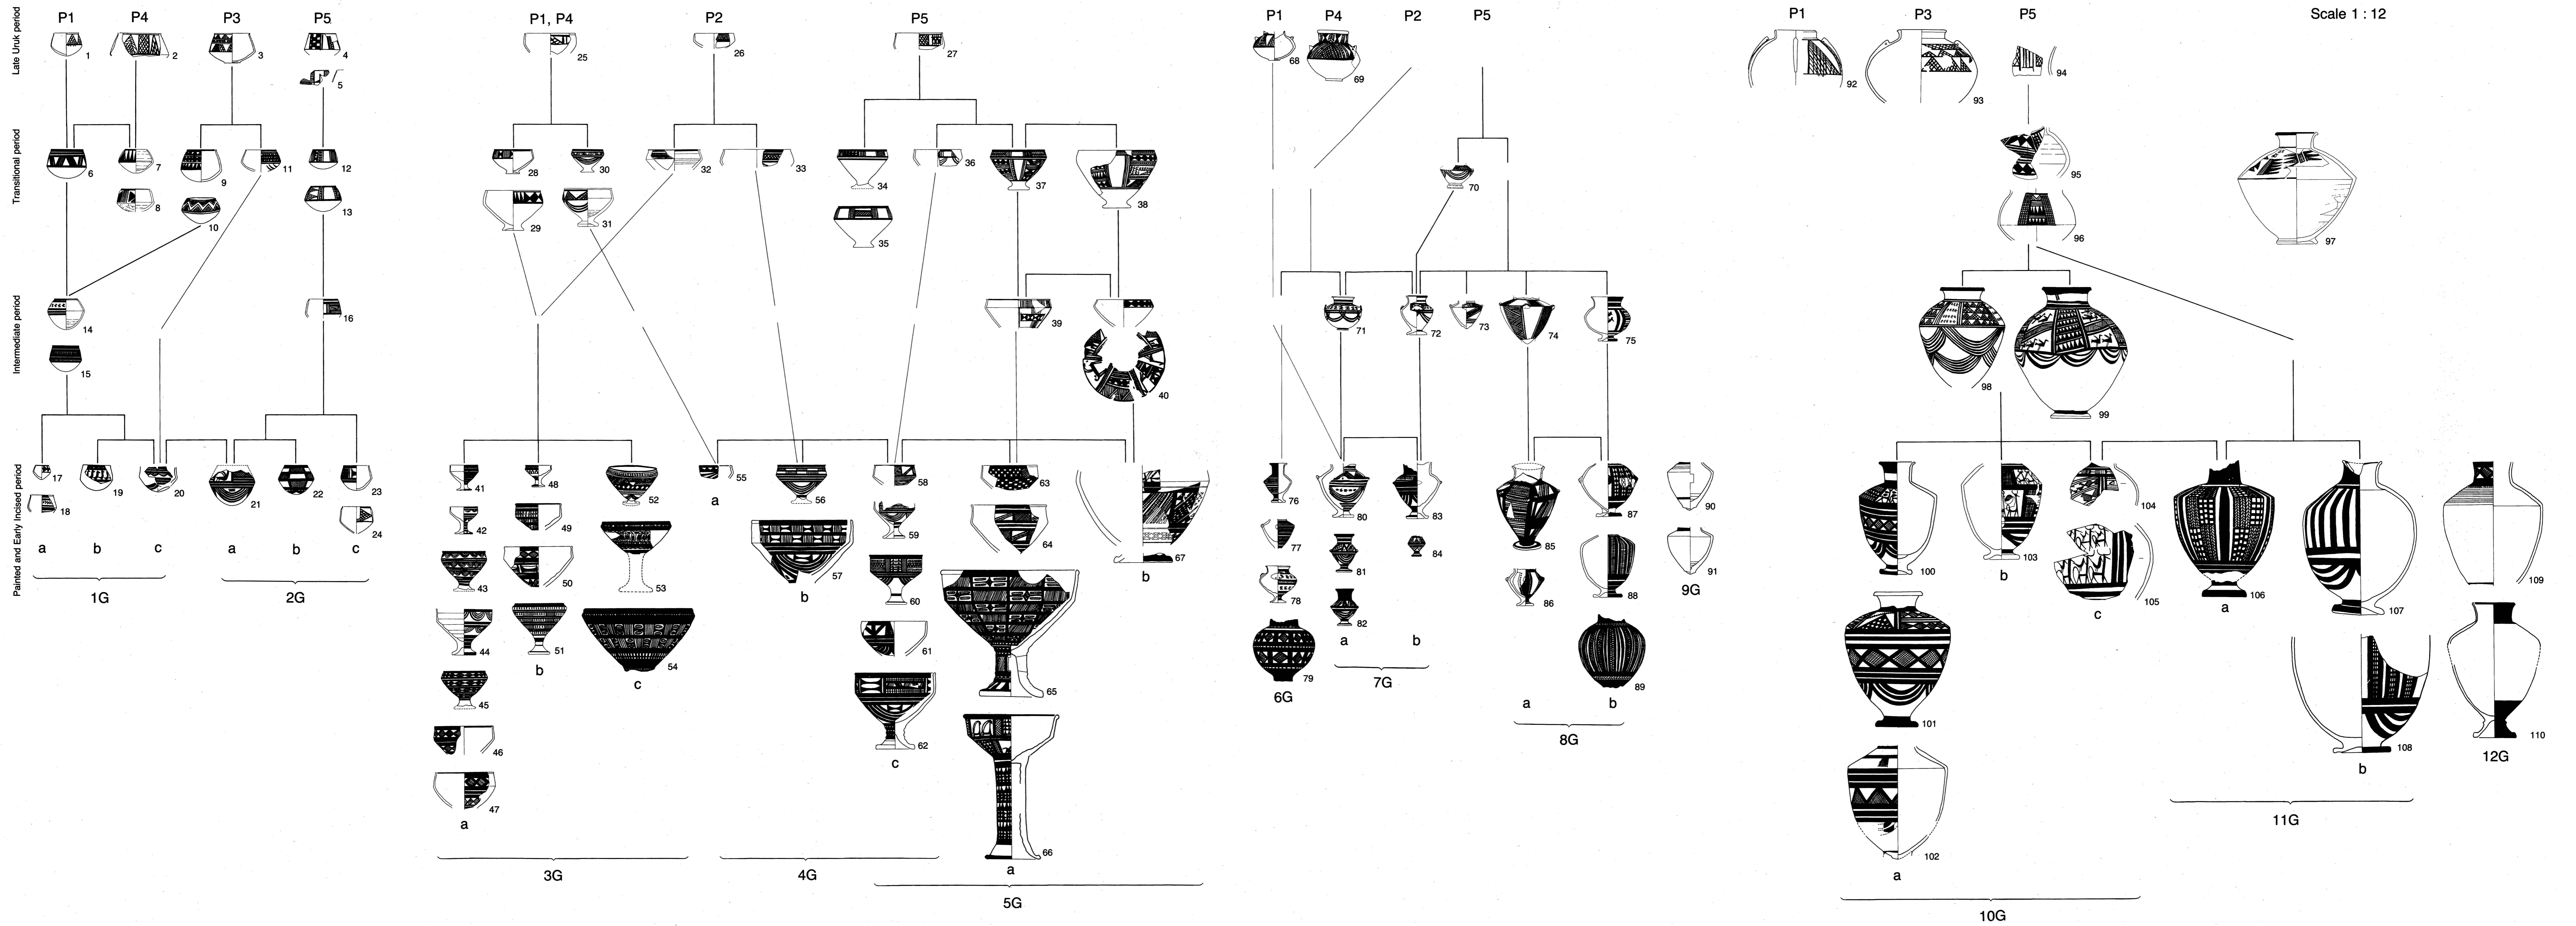 P1 P4 P3 P5 P1, P4 P2 P5 P1 P4 P2 P5 P1 P3 P5 Scale 1 : 12
Late Uruk period
1 2 3 4 25 26 27 68 69 92 93 94
5
Transitional period
6 7 9 11 12 28 30 32 33 34 36 37 38 70 95 97
8 10 13 29 31 35 96
Intermediate period
14 16 39 71 72 73 74 75 98 99
15 40
Painted and Early Incised period
17 19 20 21 22 23 41 48 52 55 56 58 63 67 76 80 83 85 87 90 100 103 104 106 107 109
18 24 42 49 53 a 57 59 64 77 81 84 86 88 91 105
a b c a b c 43 50 b 60 b 78 82 9G b c a 110
1G 2G 44 51 54 61 65 79 a b 89 101 108 12G
45 b c 62 6G 7G a b b
46 c 66 8G 102 11G
47 a a
a 5G 10G
3G 4G